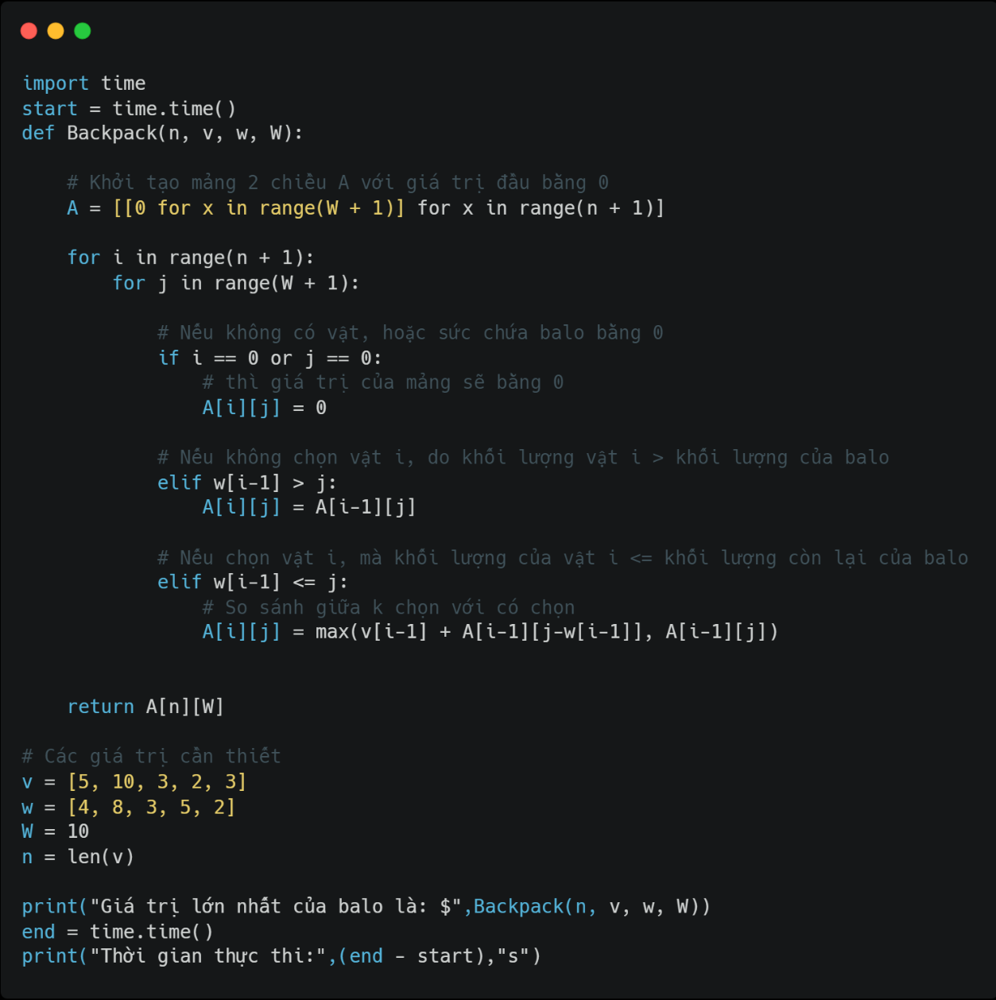 import time
start = time.time()
def Backpack(n, v, w, W):
    # Khởi tạo mảng 2 chiều A với giá trị đầu bằng 0
    A = [[0 for x in range(W + 1)] for x in range(n + 1)]
    for i in range(n + 1):
        for j in range(W + 1):
            # Nếu không có vật, hoặc sức chứa balo bằng 0
            if i == 0 or j == 0:
                # thì giá trị của mảng sẽ bằng 0
                A[i][j] = 0
            # Nếu không chọn vật i, do khối lượng vật i > khối lượng của balo
            elif w[i-1] > j:
                A[i][j] = A[i-1][j]
            # Nếu chọn vật i, mà khối lượng của vật i <= khối lượng còn lại của balo
            elif w[i-1] <= j:
                # So sánh giữa k chọn với có chọn
                A[i][j] = max(v[i-1] + A[i-1][j-w[i-1]], A[i-1][j])
    return A[n][W]
# Các giá trị cần thiết
v = [5, 10, 3, 2, 3]
w = [4, 8, 3, 5, 2]
W = 10
n = len(v)
print("Giá trị lớn nhất của balo là: $",Backpack(n, v, w, W))
end = time.time()
print("Thời gian thực thi:",(end - start),"s")